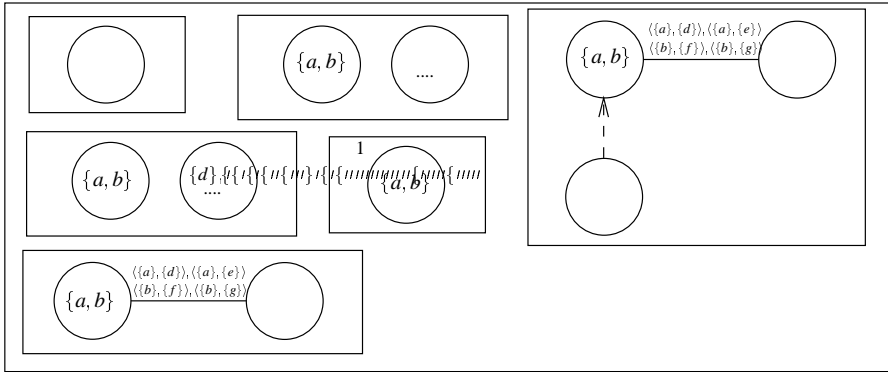 {a, b}
....
⟨{a}, {d}⟩, ⟨{a}, {e}⟩
⟨{b}, {f}⟩, ⟨{b}, {g}⟩
{a, b}
{a, b}
{d},
....
1
{a, b}
⟨{a}, {d}⟩, ⟨{a}, {e}⟩
⟨{b}, {f}⟩, ⟨{b}, {g}⟩
{a, b}